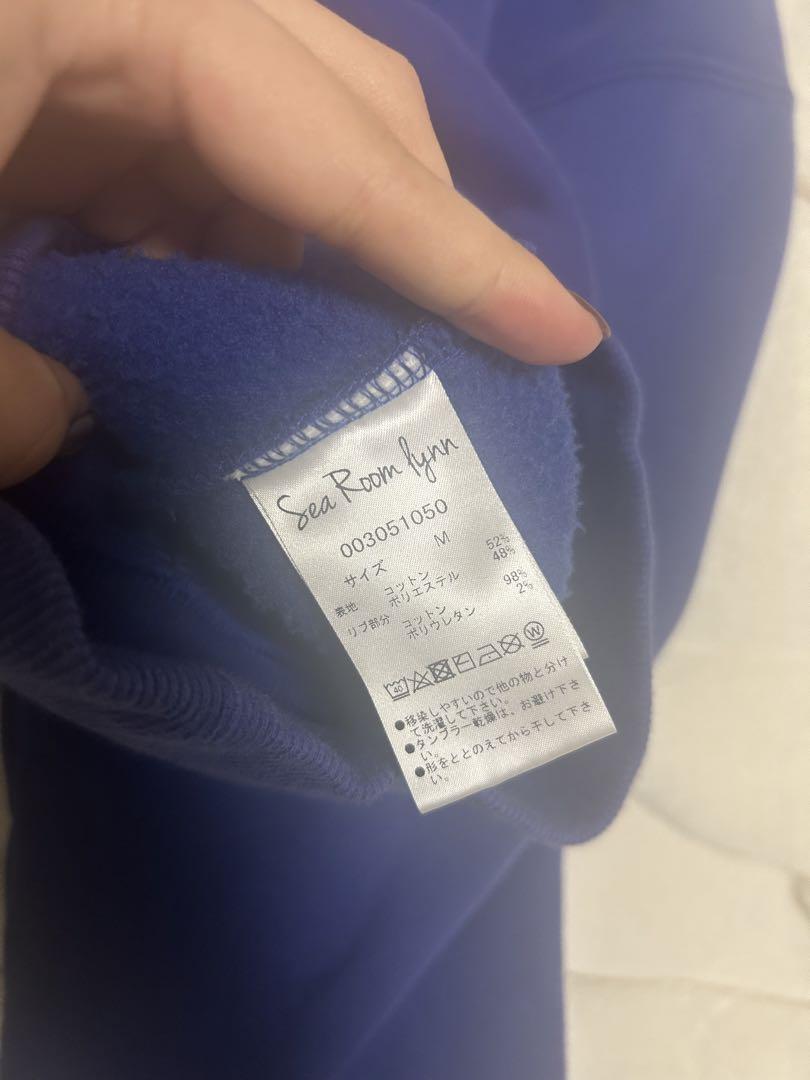 Sea Room lynn
003051050
サイズ M
表地 コットン 52%
ポリエステル 48%
リブ部分 コットン 98%
ポリウレタン 2%
40
W
●移染しやすいので他の物と分け
て洗濯して下さい。
●タンブラー乾燥は、お避け下さ
い。
●形をととのえてから干して下さ
い。